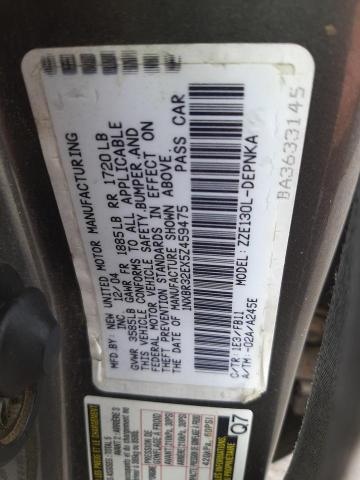 MFD BY: NEW UNITED MOTOR MANUFACTURING
INC. 12/04
GVWR 3585LB GAWR FR 1885LB RR 1720LB
THIS VEHICLE CONFORMS TO ALL APPLICABLE
FEDERAL MOTOR VEHICLE SAFETY,BUMPER,AND
THEFT PREVENTION STANDARDS IN EFFECT ON
THE DATE OF MANUFACTURE SHOWN ABOVE.
1NXBR32EX5Z459475 PASS CAR
C/TR:1E3/FB11
A/TM:-02A/A245E
MODEL:ZZE130L-DEPNKA
BA3633145
Q7